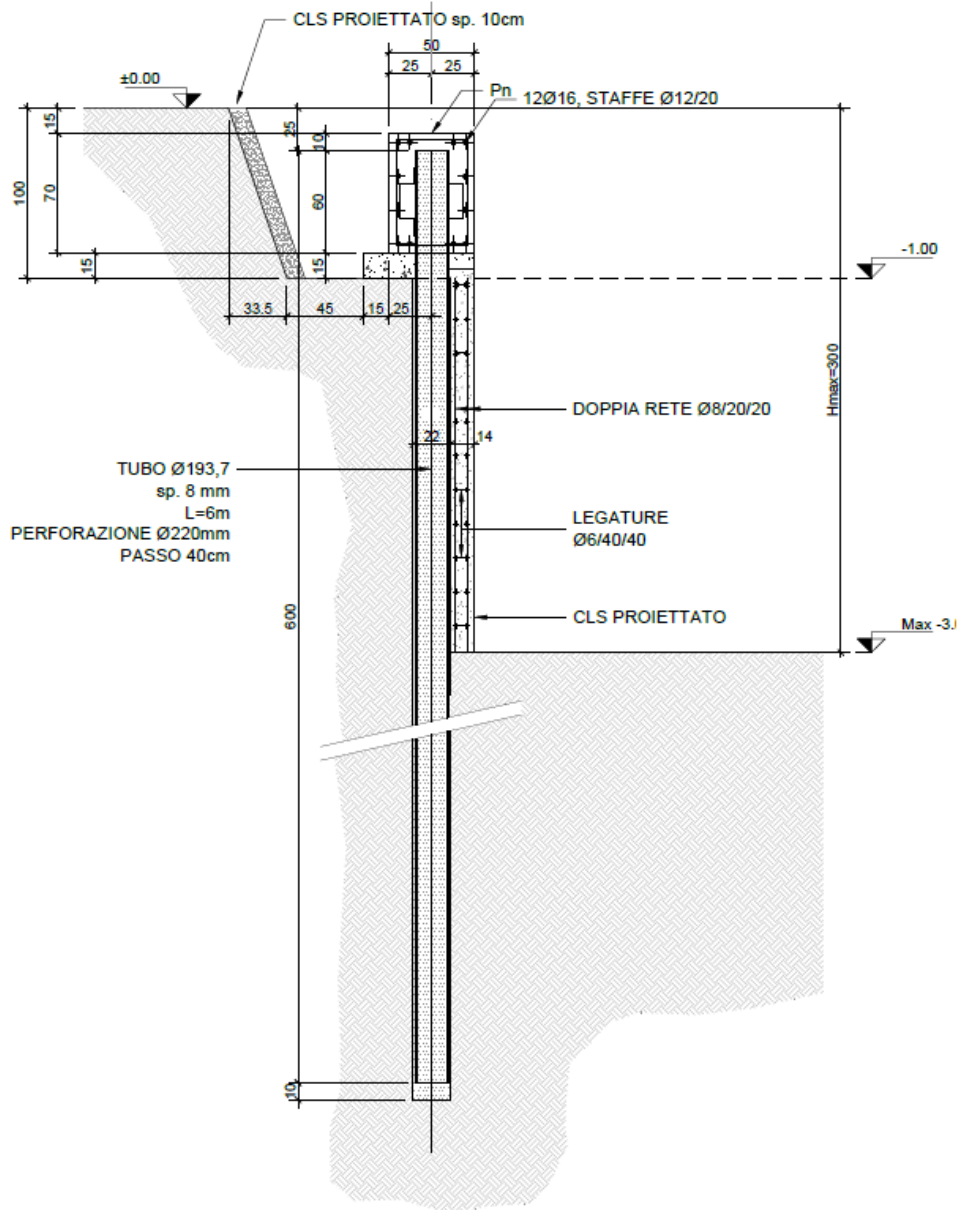 CLS PROIETTATO sp. 10cm
50
25 25
±0.00
Pn
12Ø16, STAFFE Ø12/20
15
25
10
100
70
60
15
15
-1.00
33.5 45 15 25
Hmax=300
DOPPIA RETE Ø8/20/20
22 14
TUBO Ø193,7
sp. 8 mm
L=6m
PERFORAZIONE Ø220mm
PASSO 40cm
LEGATURE
Ø6/40/40
600
CLS PROIETTATO
Max -3.
10